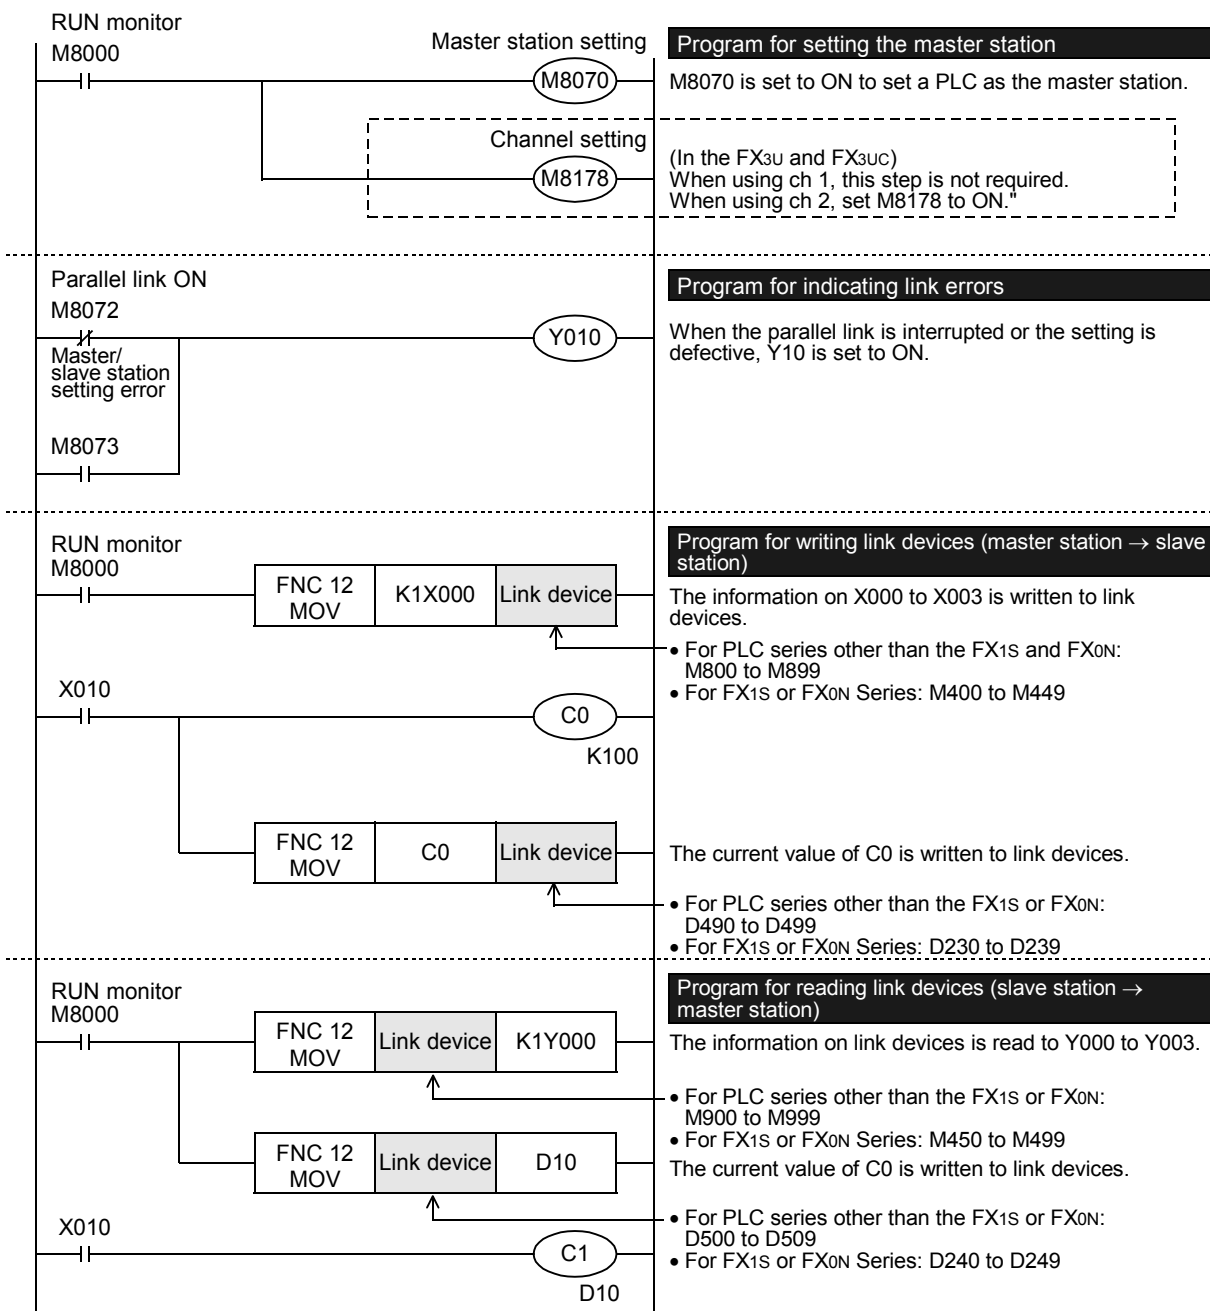 RUN monitor
M8000
Master station setting
M8070
Program for setting the master station
M8070 is set to ON to set a PLC as the master station.
Channel setting
M8178
(In the FX3U and FX3UC)
When using ch 1, this step is not required.
When using ch 2, set M8178 to ON."
Parallel link ON
M8072
Master/
slave station
setting error
M8073
Y010
Program for indicating link errors
When the parallel link is interrupted or the setting is
defective, Y10 is set to ON.
RUN monitor
M8000
FNC 12
MOV
K1X000
Link device
Program for writing link devices (master station → slave
station)
The information on X000 to X003 is written to link
devices.
• For PLC series other than the FX1S and FX0N:
M800 to M899
• For FX1S or FX0N Series: M400 to M449
X010
C0
K100
FNC 12
MOV
C0
Link device
The current value of C0 is written to link devices.
• For PLC series other than the FX1S or FX0N:
D490 to D499
• For FX1S or FX0N Series: D230 to D239
RUN monitor
M8000
FNC 12
MOV
Link device
K1Y000
Program for reading link devices (slave station →
master station)
The information on link devices is read to Y000 to Y003.
• For PLC series other than the FX1S or FX0N:
M900 to M999
• For FX1S or FX0N Series: M450 to M499
FNC 12
MOV
Link device
D10
The current value of C0 is written to link devices.
• For PLC series other than the FX1S or FX0N:
D500 to D509
• For FX1S or FX0N Series: D240 to D249
X010
C1
D10